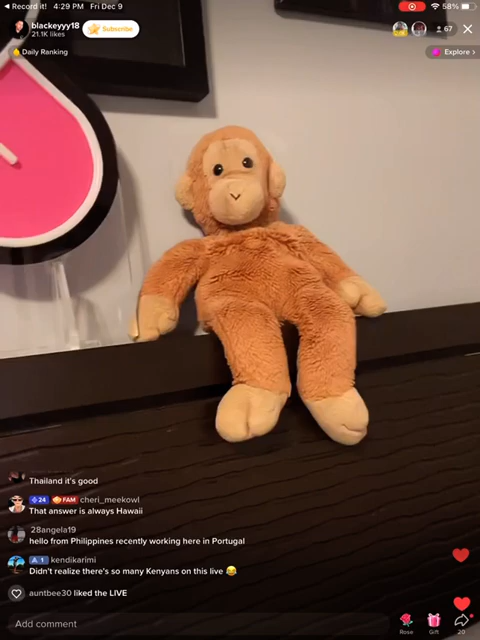 Record it! 4:29 PM Fri Dec 9 58%
blackeyyy18
21.1K likes
Subscribe
67
Daily Ranking
Explore >
Thailand it's good
24 FAM cheri_meekowl
That answer is always Hawaii
28angela19
hello from Philippines recently working here in Portugal
1 kendikarimi
Didn't realize there's so many Kenyans on this live 😂
auntbee30 liked the LIVE
Add comment
Rose
Gift
20